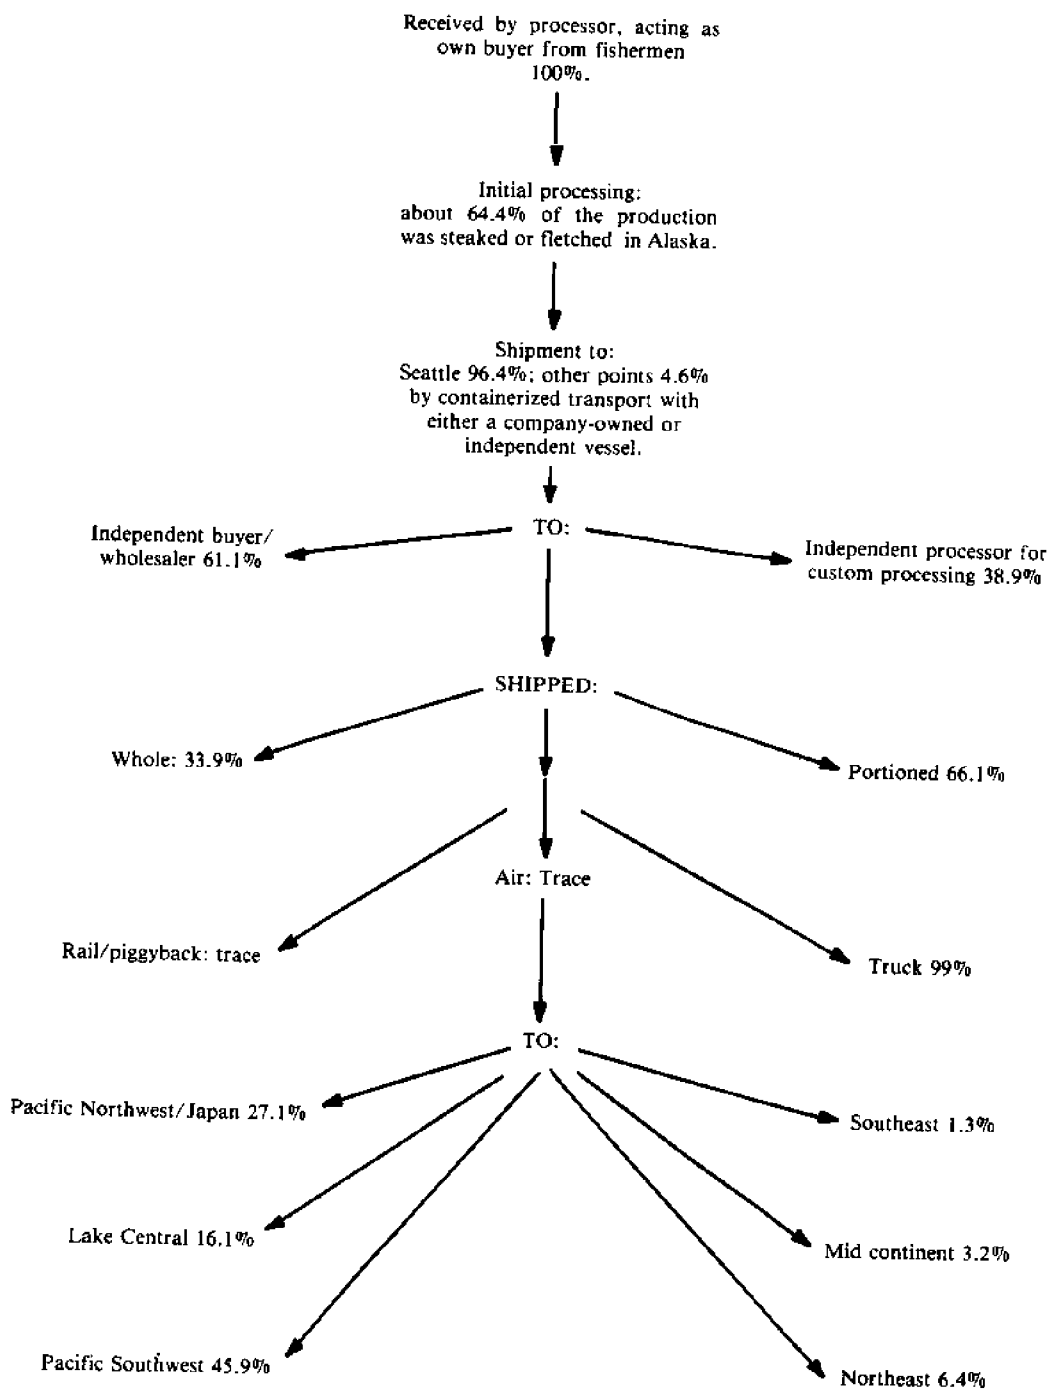 Received by processor, acting as
own buyer from fishermen
100%.
Initial processing:
about 64.4% of the production
was steaked or fletched in Alaska.
Shipment to:
Seattle 96.4%; other points 4.6%
by containerized transport with
either a company-owned or
independent vessel.
TO:
Independent buyer/
wholesaler 61.1%
Independent processor for
custom processing 38.9%
SHIPPED:
Whole: 33.9%
Portioned 66.1%
Air: Trace
Rail/piggyback: trace
Truck 99%
TO:
Pacific Northwest/Japan 27.1%
Southeast 1.3%
Lake Central 16.1%
Mid continent 3.2%
Pacific Southwest 45.9%
Northeast 6.4%